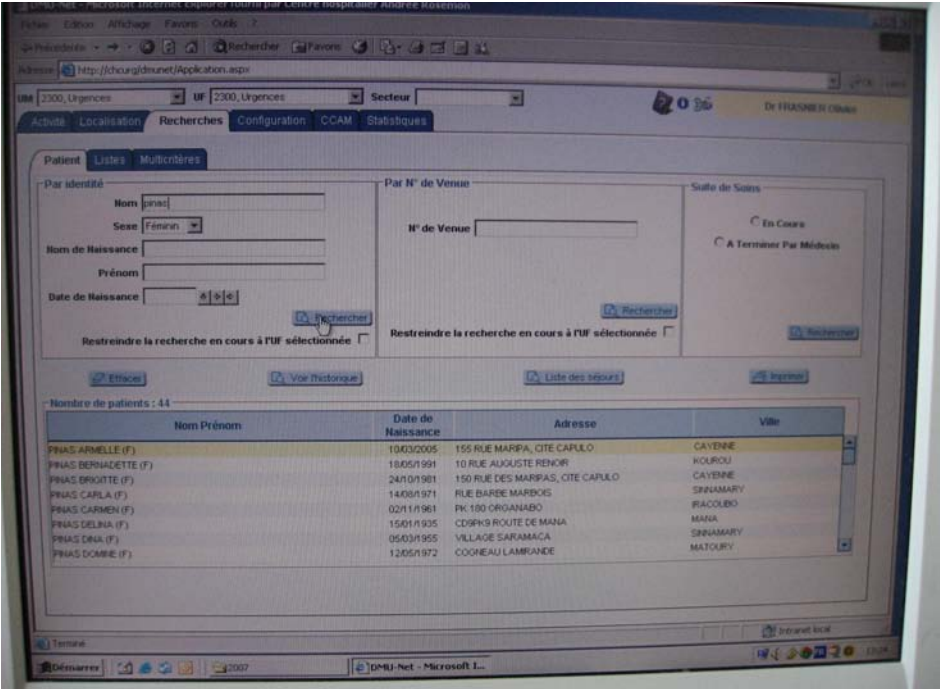 DMU-Net - Microsoft Internet Explorer fourni par Centre hospitalier Andrée Rosemon
Fichier Edition Affichage Favoris Outils ?
Précédente Rechercher Favoris
Adresse http://chcurg/dmunet/Application.aspx
UM 2300, Urgences UF 2300, Urgences Secteur 0 Dr FRASNIER Olivier
Activité Localisation Recherches Configuration CCAM Statistiques
Patient Listes Multicritères
Par identité Par N° de Venue Suite de Soins
Nom pinas
Sexe Féminin N° de Venue En Cours
Nom de Naissance A Terminer Par Médecin
Prénom
Date de Naissance
Rechercher Rechercher Rechercher
Restreindre la recherche en cours à l'UF sélectionnée Restreindre la recherche en cours à l'UF sélectionnée
Effacer Voir l'historique Liste des séjours Imprimer
Nombre de patients : 44
Nom Prénom Date de Naissance Adresse Ville
PINAS ARMELLE (F) 10/03/2005 155 RUE MARIPA, CITE CAPULO CAYENNE
PINAS BERNADETTE (F) 18/05/1991 10 RUE AUGUSTE RENOIR KOUROU
PINAS BRIGITTE (F) 24/10/1981 150 RUE DES MARIPAS, CITE CAPULO CAYENNE
PINAS CARLA (F) 14/08/1971 RUE BARBE MARBOIS SINNAMARY
PINAS CARMEN (F) 02/11/1961 PK 180 ORGANABO IRACOUBO
PINAS DELINA (F) 15/01/1935 CD9PK9 ROUTE DE MANA MANA
PINAS DINA (F) 05/03/1955 VILLAGE SARAMACA SINNAMARY
PINAS DOMINE (F) 12/05/1972 COGNEAU LAMIRANDE MATOURY
Terminé Intranet local
Démarrer 2007 DMU-Net - Microsoft I... FR